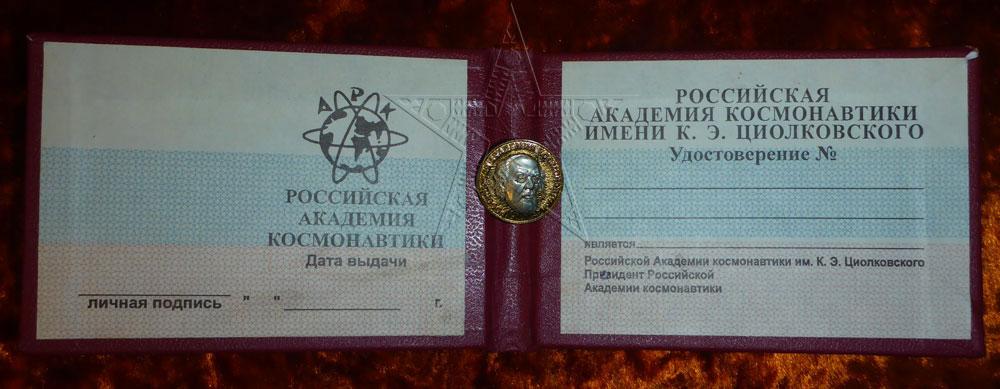 А Р К
РОССИЙСКАЯ
АКАДЕМИЯ
КОСМОНАВТИКИ
Дата выдачи
личная подпись " " г.
РОССИЙСКАЯ
АКАДЕМИЯ КОСМОНАВТИКИ
ИМЕНИ К. Э. ЦИОЛКОВСКОГО
Удостоверение №
является
Российской Академии космонавтики им. К. Э. Циолковского
Президент Российской
Академии космонавтики